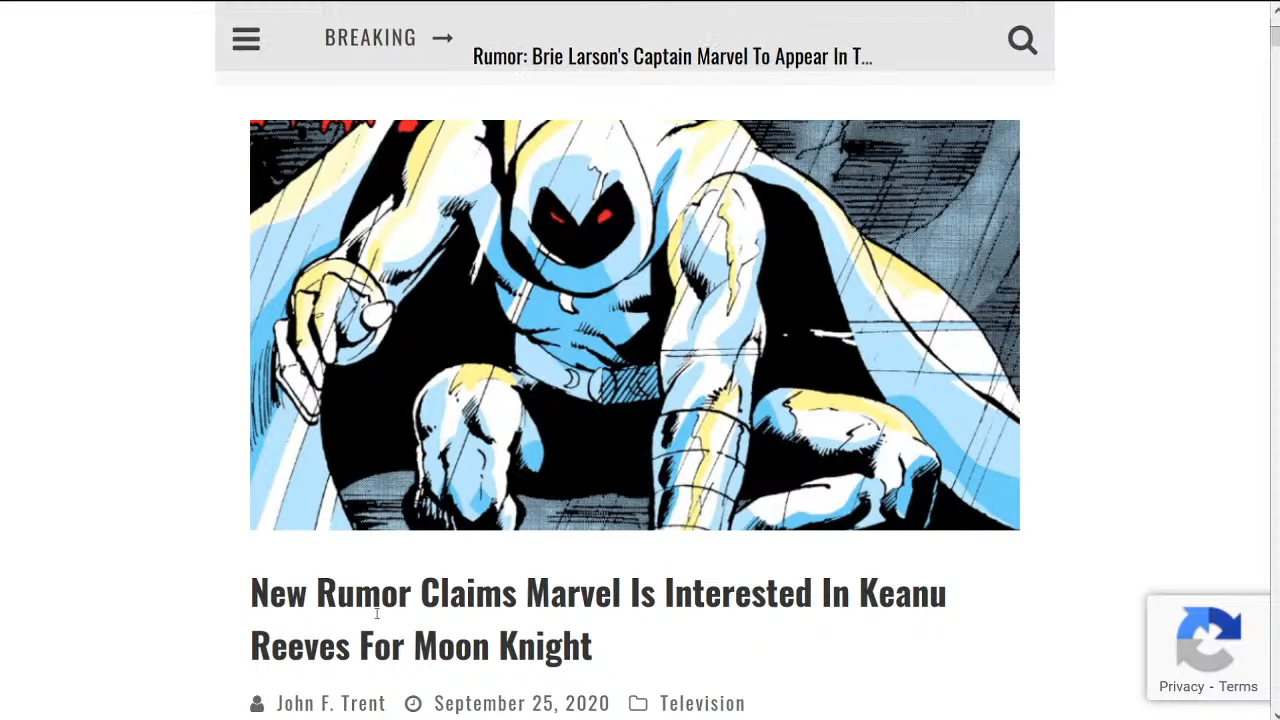 BREAKING →
Rumor: Brie Larson's Captain Marvel To Appear In T...
New Rumor Claims Marvel Is Interested In Keanu
Reeves For Moon Knight
John F. Trent September 25, 2020 Television
Privacy - Terms